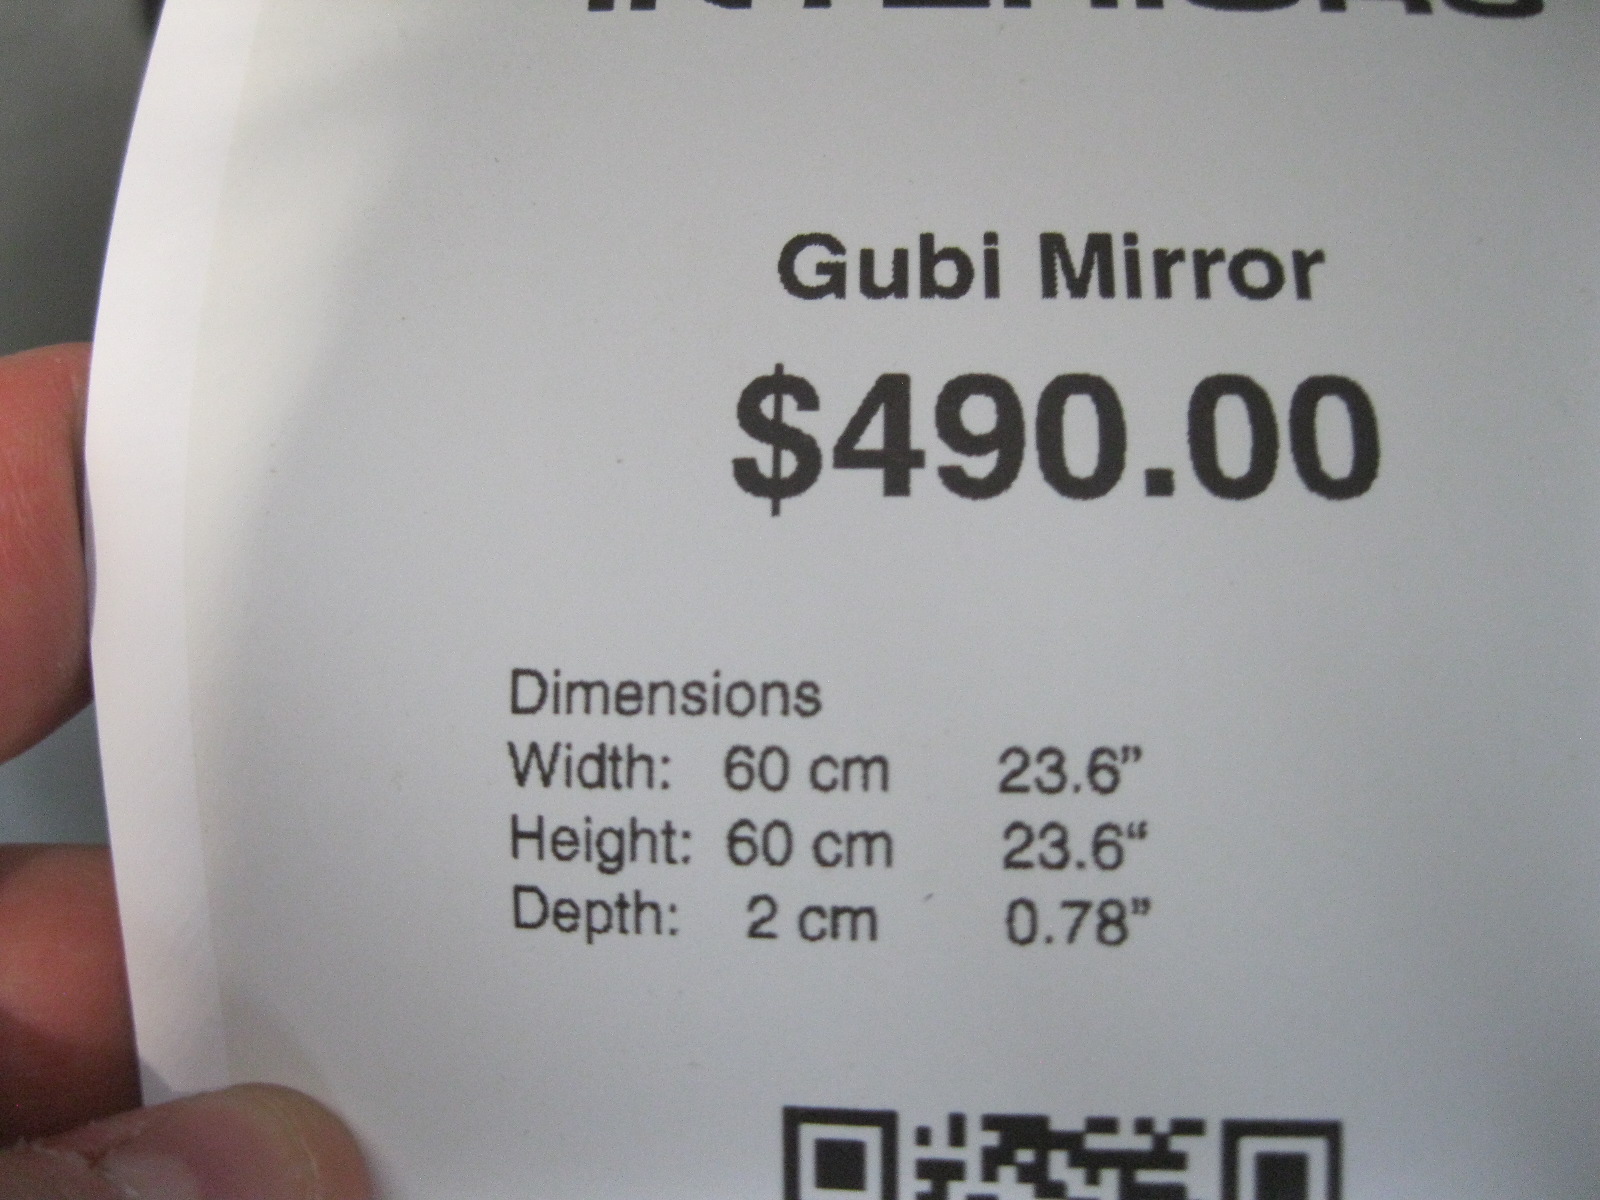 Gubi Mirror
$490.00
Dimensions
Width: 60 cm 23.6”
Height: 60 cm 23.6“
Depth: 2 cm 0.78”